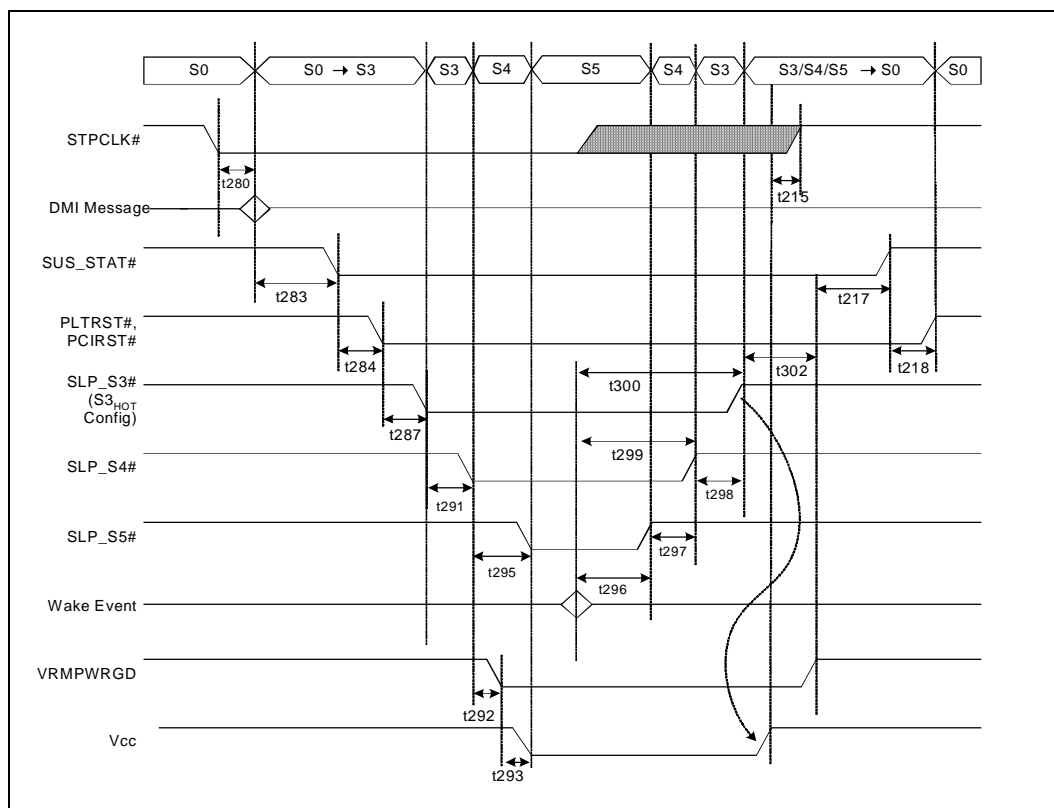 S0 S0 → S3 S3 S4 S5 S4 S3 S3/S4/S5 → S0 S0
STPCLK#
t280
t215
DMI Message
SUS_STAT#
t283
t217
PLTRST#,
PCIRST#
t284
t302
t218
t300
SLP_S3#
(S3HOT
Config)
t287
t299
SLP_S4#
t291
t298
SLP_S5#
t297
t295
t296
Wake Event
VRMPWRGD
t292
Vcc
t293